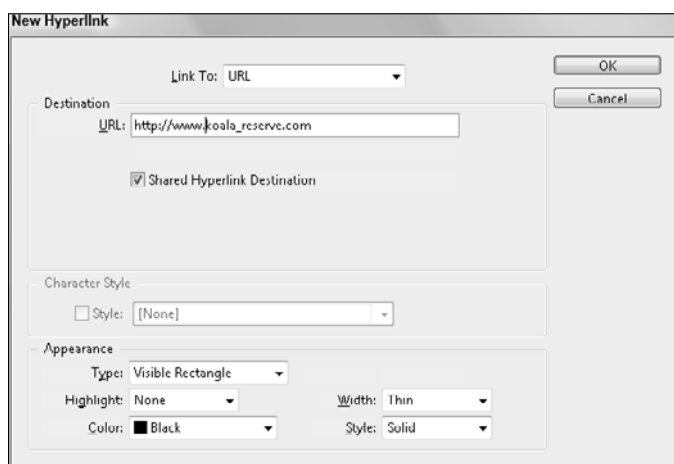 New Hyperlink
Link To: URL
OK
Cancel
Destination
URL: http://www.koala_reserve.com
Shared Hyperlink Destination
Character Style
Style: [None]
Appearance
Type: Visible Rectangle
Highlight: None
Width: Thin
Color: Black
Style: Solid